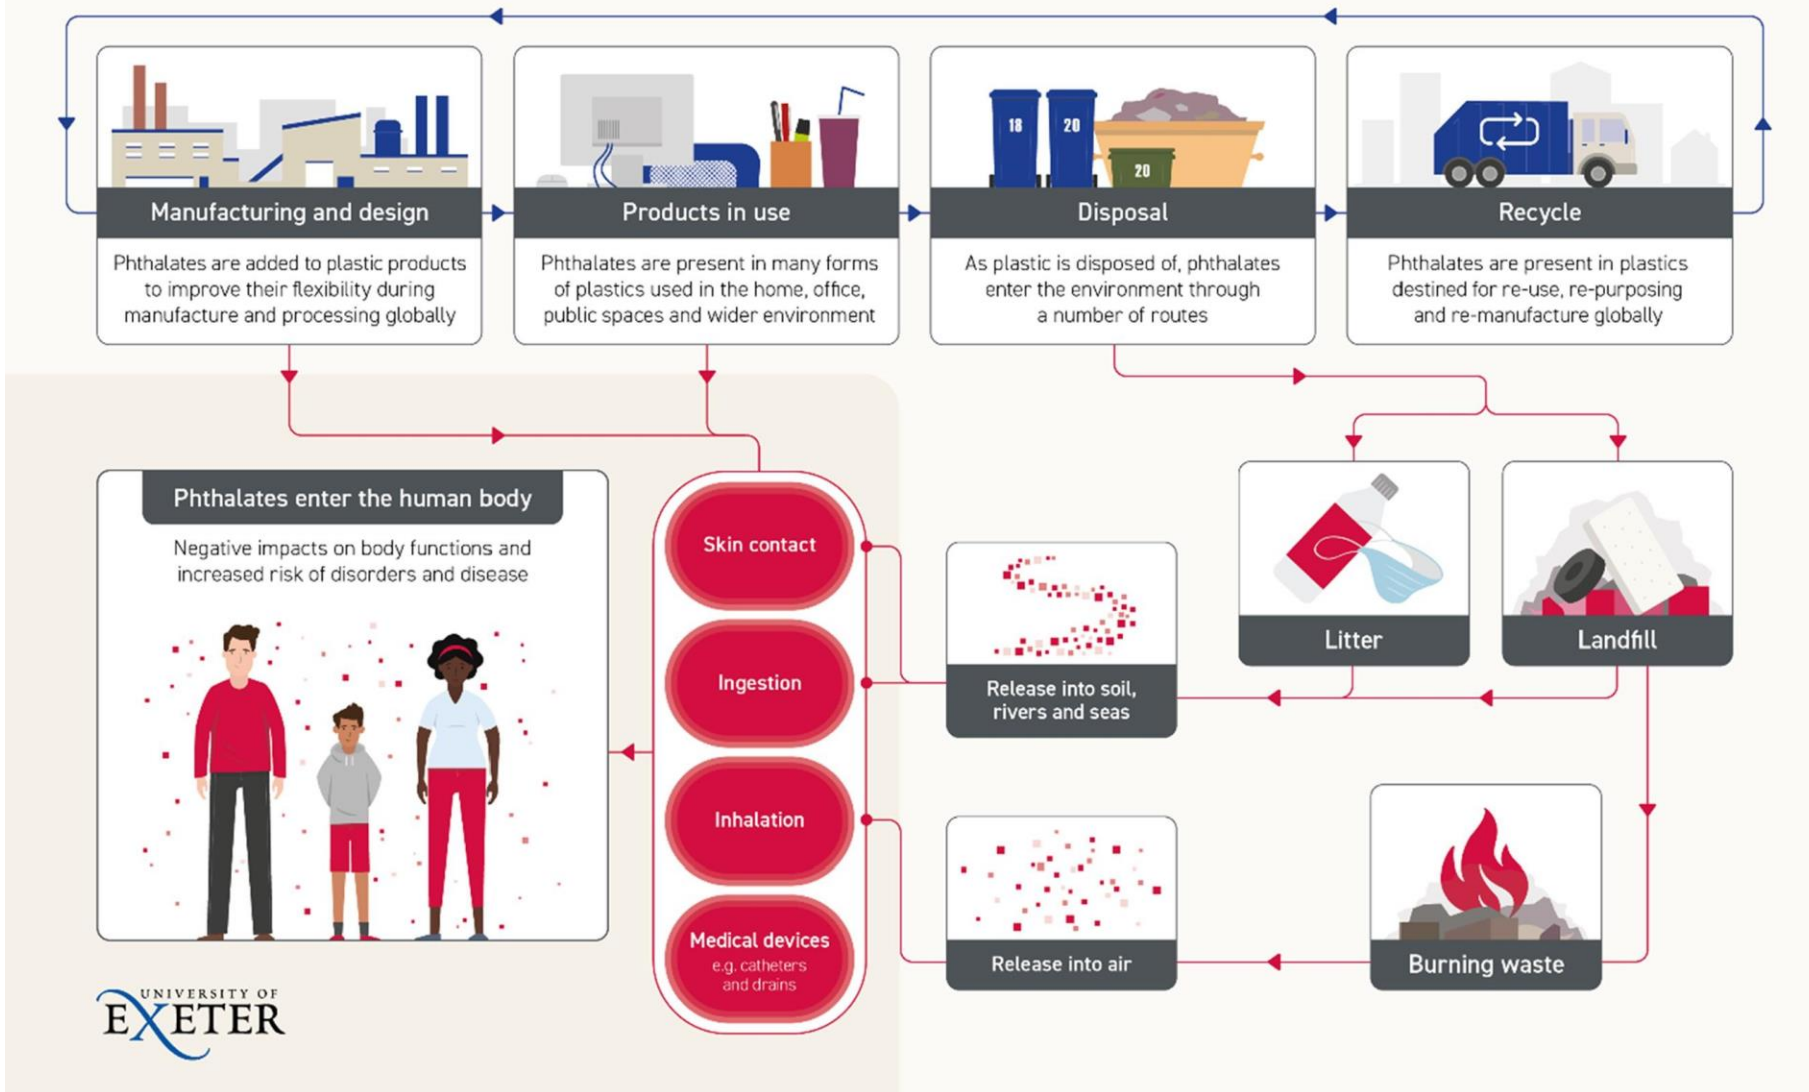 Manufacturing and design
Phthalates are added to plastic products
to improve their flexibility during
manufacture and processing globally
Products in use
Phthalates are present in many forms
of plastics used in the home, office,
public spaces and wider environment
18
20
20
Disposal
As plastic is disposed of, phthalates
enter the environment through
a number of routes
Recycle
Phthalates are present in plastics
destined for re-use, re-purposing
and re-manufacture globally
Phthalates enter the human body
Negative impacts on body functions and
increased risk of disorders and disease
Skin contact
Ingestion
Inhalation
Medical devices
e.g. catheters
and drains
Release into soil,
rivers and seas
Litter
Landfill
Release into air
Burning waste
UNIVERSITY OF
EXETER